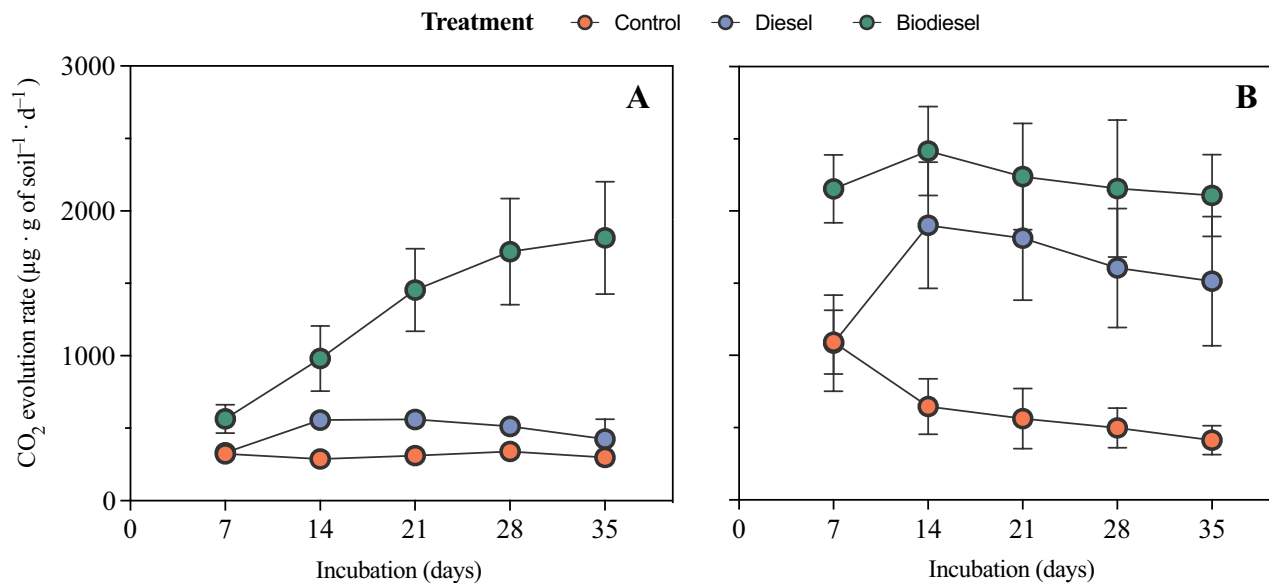 Treatment Control Diesel Biodiesel
CO₂ evolution rate (µg · g of soil⁻¹ · d⁻¹ )
3000
2000
1000
0
A
0 7 14 21 28 35
Incubation (days)
B
0 7 14 21 28 35
Incubation (days)